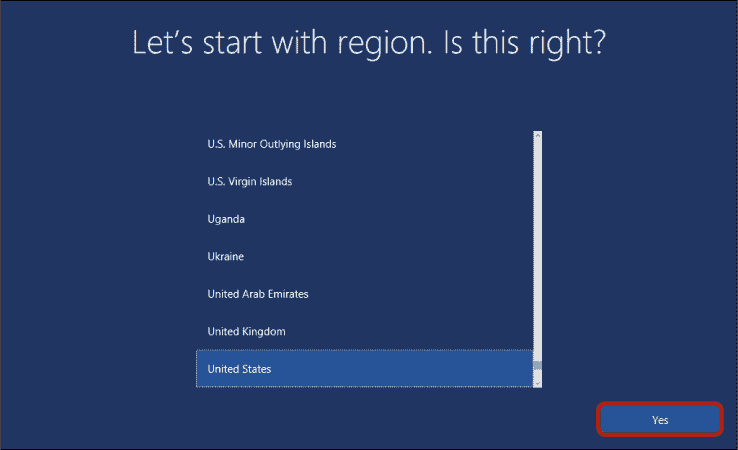 Let's start with region. Is this right?
U.S. Minor Outlying Islands
U.S. Virgin Islands
Uganda
Ukraine
United Arab Emirates
United Kingdom
United States
Yes